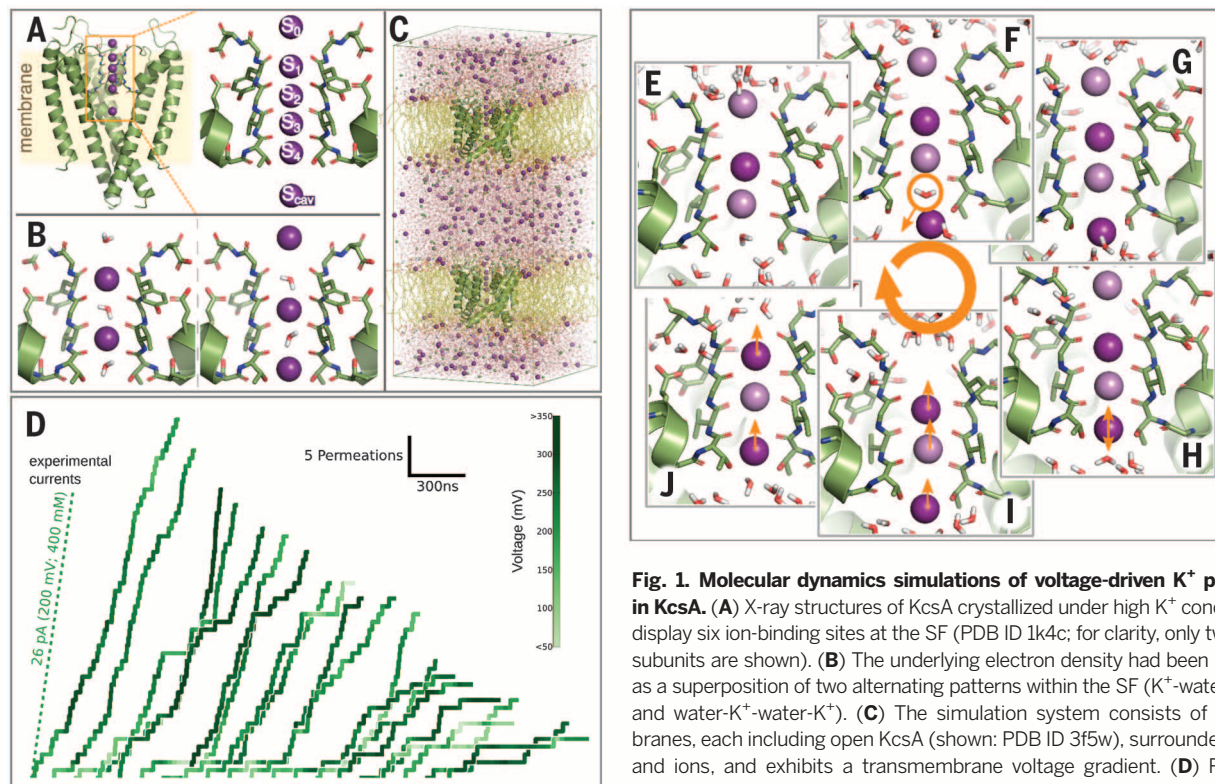 A
membrane
S0
S1
S2
S3
S4
Scav
B
C
D
experimental
currents
26 pA (200 mV; 400 mM)
5 Permeations
300ns
Voltage (mV)
>350
300
250
200
150
100
<50
E
F
G
H
I
J
Fig. 1. Molecular dynamics simulations of voltage-driven K+ p
in KcsA. (A) X-ray structures of KcsA crystallized under high K+ conc
display six ion-binding sites at the SF (PDB ID 1k4c; for clarity, only tw
subunits are shown). (B) The underlying electron density had been
as a superposition of two alternating patterns within the SF (K+-water
and water-K+-water-K+). (C) The simulation system consists of
branes, each including open KcsA (shown: PDB ID 3f5w), surrounde
and ions, and exhibits a transmembrane voltage gradient. (D)